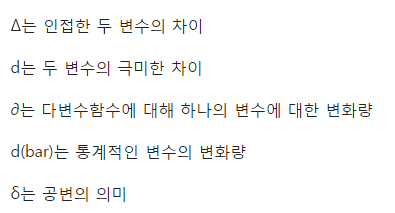 Δ는 인접한 두 변수의 차이
d는 두 변수의 극미한 차이
∂는 다변수함수에 대해 하나의 변수에 대한 변화량
d(bar)는 통계적인 변수의 변화량
δ는 공변의 의미